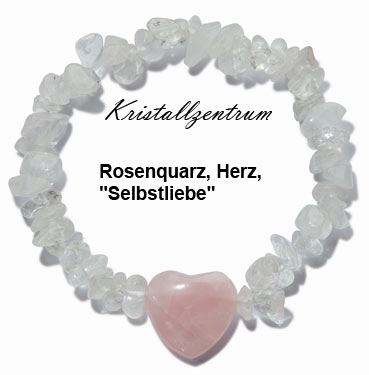 Kristallzentrum
Rosenquarz, Herz,
"Selbstliebe"